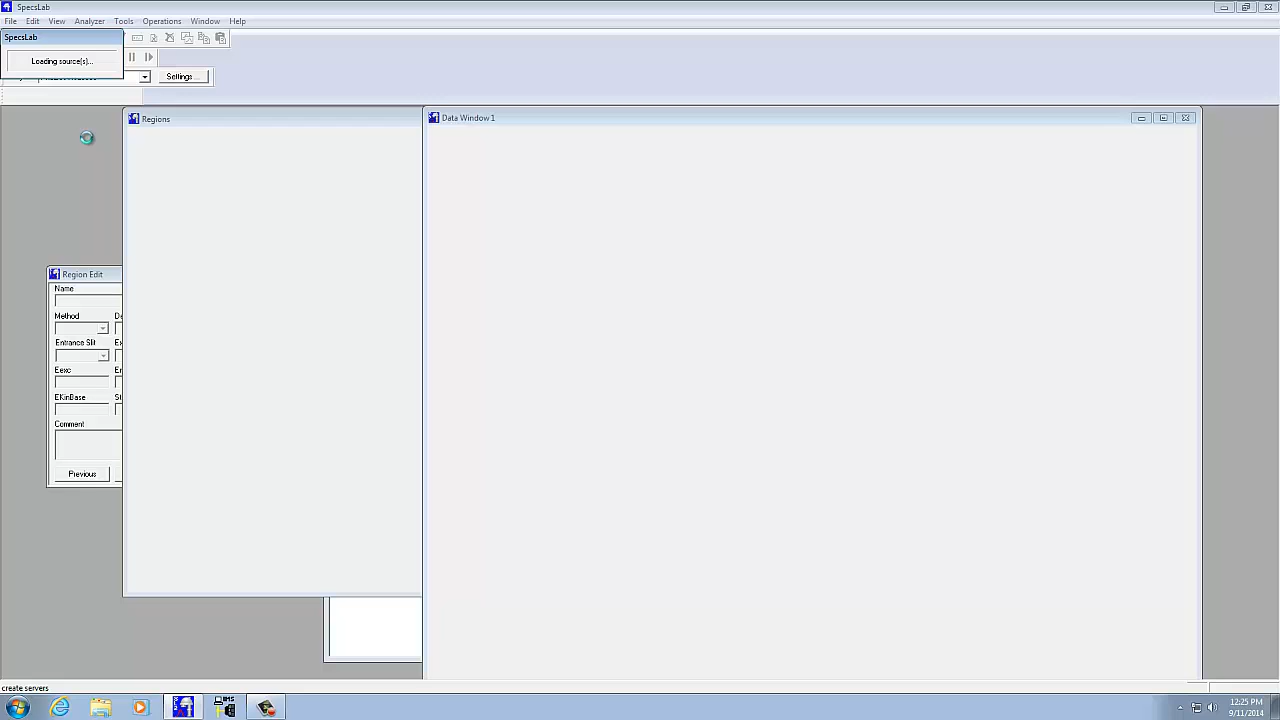 SpecsLab
File Edit View Analyzer Tools Operations Window Help
SpecsLab
Loading source(s)...
Settings...
Regions
Data Window 1
Region Edit
Name
Method
Entrance Slit
Eexc
EKinBase
Comment
Previous
create servers
12:25 PM
9/11/2014